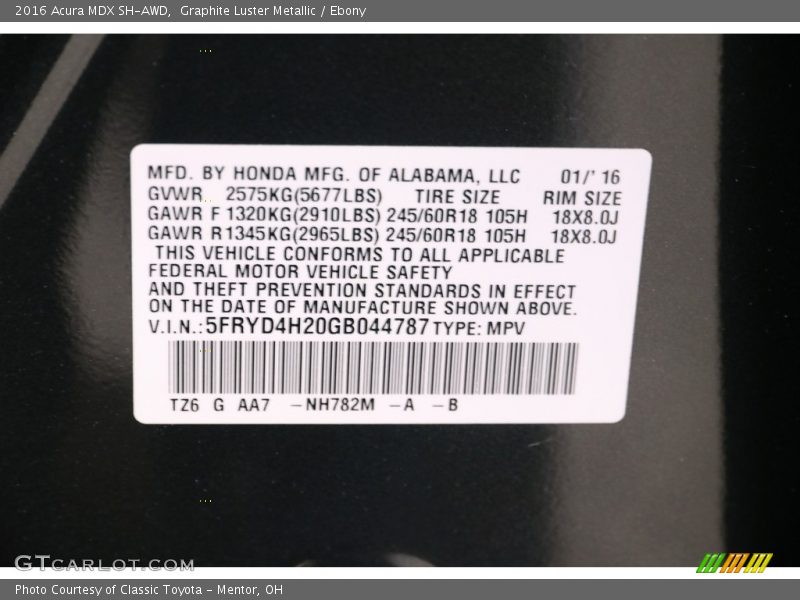 2016 Acura MDX SH-AWD,  Graphite Luster Metallic / Ebony
MFD. BY HONDA MFG. OF ALABAMA, LLC 01/' 16
GVWR 2575KG(5677LBS) TIRE SIZE RIM SIZE
GAWR F 1320KG(2910LBS) 245/60R18 105H 18X8.0J
GAWR R 1345KG(2965LBS) 245/60R18 105H 18X8.0J
THIS VEHICLE CONFORMS TO ALL APPLICABLE
FEDERAL MOTOR VEHICLE SAFETY
AND THEFT PREVENTION STANDARDS IN EFFECT
ON THE DATE OF MANUFACTURE SHOWN ABOVE.
V.I.N.:5FRYD4H20GB044787 TYPE: MPV
TZ6 G AA7 -NH782M -A -B
GTCARLOT.COM
Photo Courtesy of Classic Toyota - Mentor, OH